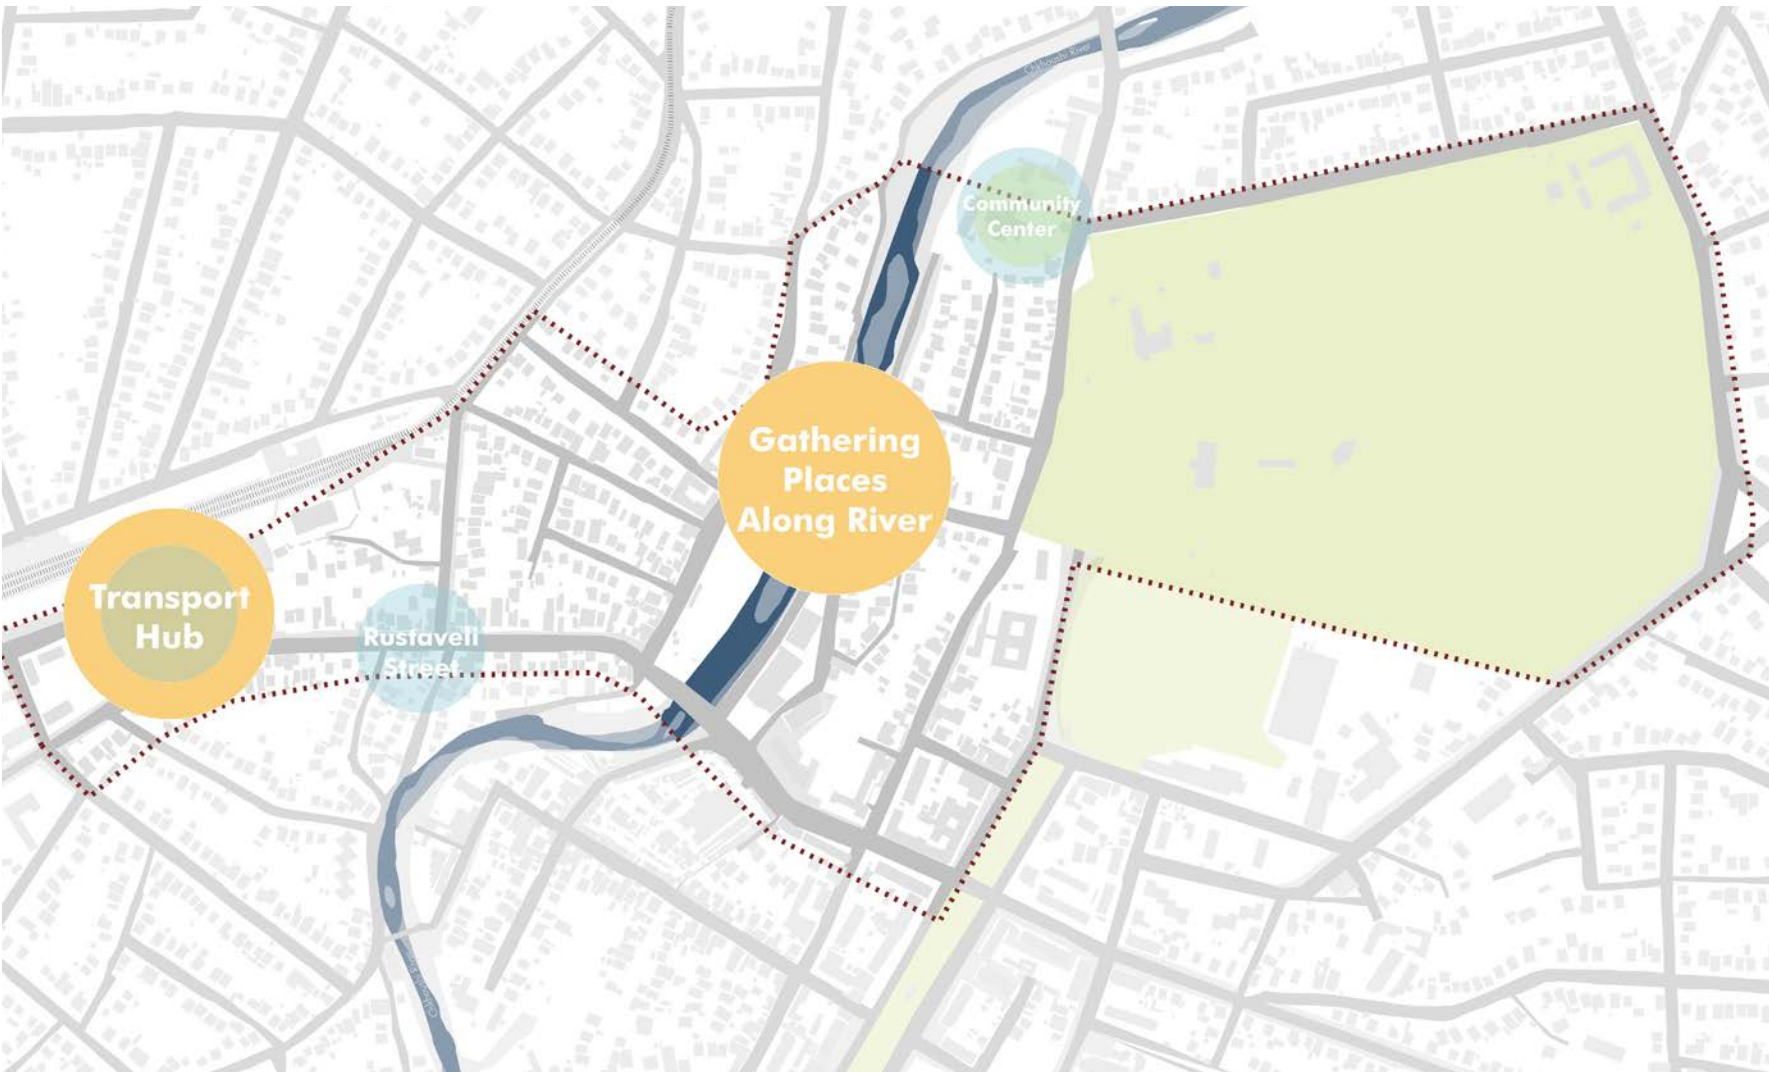 Community
Center
Gathering
Places
Along River
Transport
Hub
Rustaveli
Street